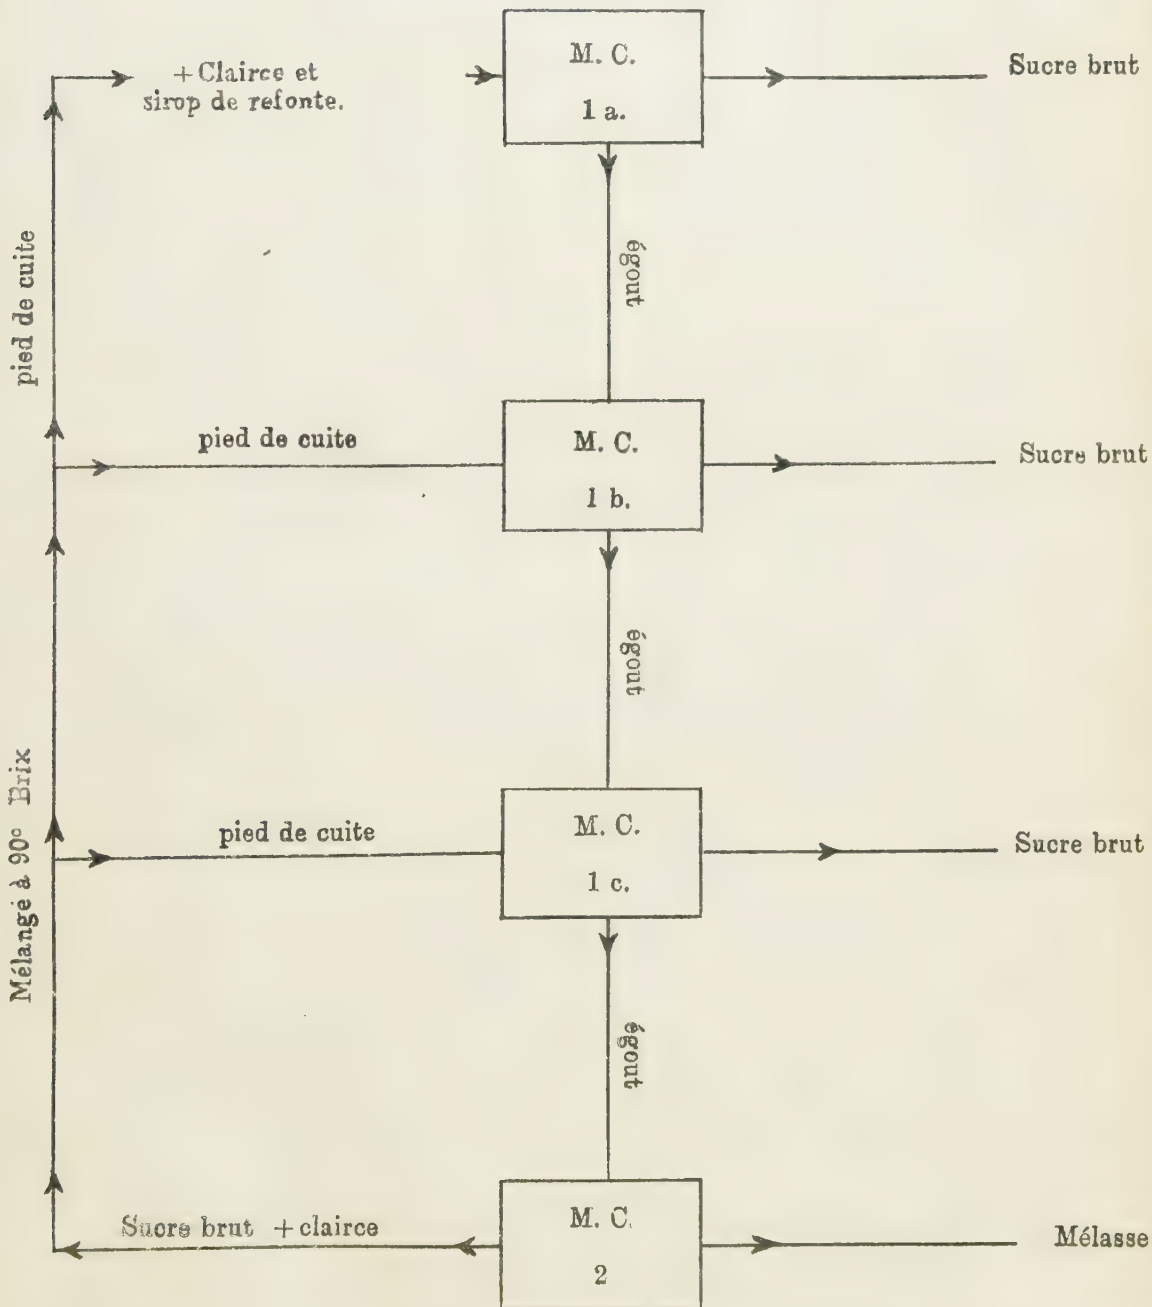 + Clairce et
sirop de refonte.
M. C.
1 a.
Sucre brut
égout
pied de cuite
pied de cuite
M. C.
1 b.
Sucre brut
égout
Mélange à 90° Brix
pied de cuite
M. C.
1 c.
Sucre brut
égout
Sucre brut + clairce
M. C.
2
Mélasse